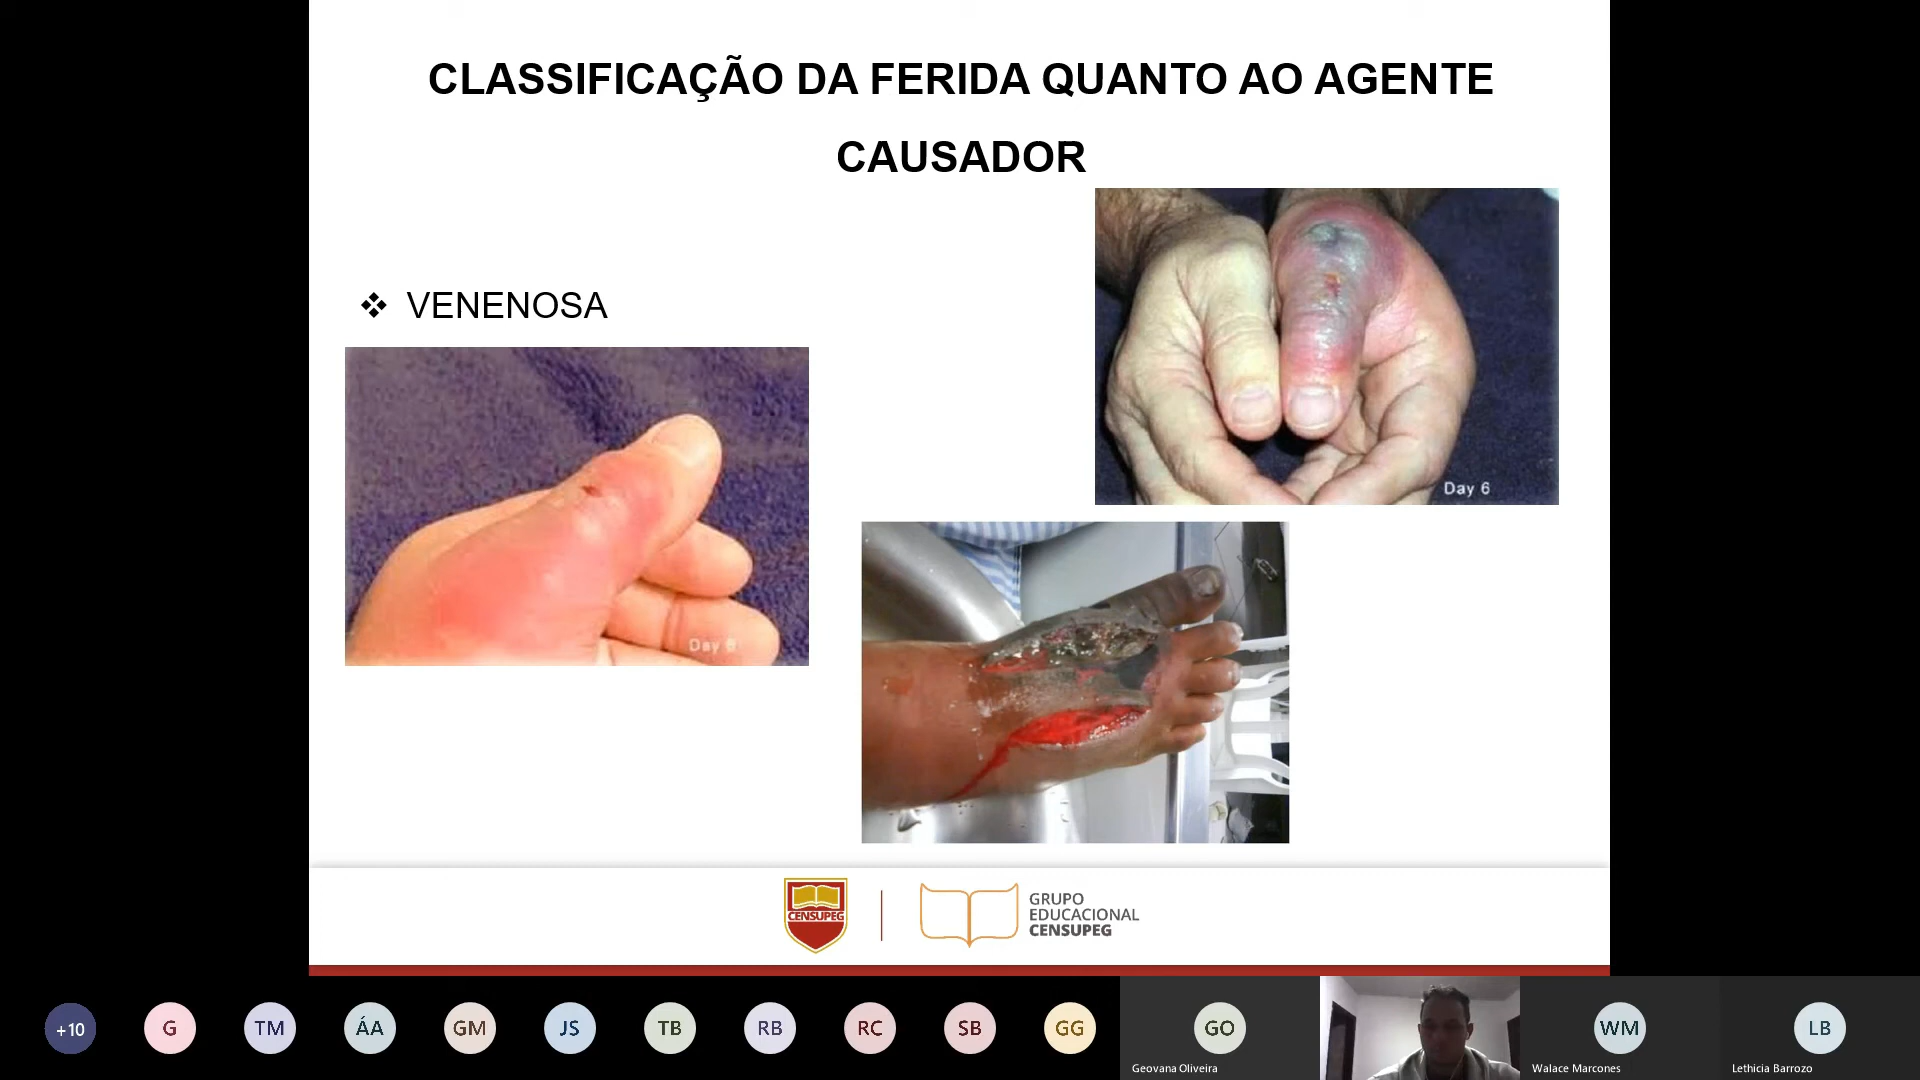 CLASSIFICAÇÃO DA FERIDA QUANTO AO AGENTE
CAUSADOR
❖ VENENOSA
Day 6
Day
CENSUPEG
GRUPO
EDUCACIONAL
CENSUPEG
+10
G
TM
ÁA
GM
JS
TB
RB
RC
SB
GG
GO
WM
LB
Geovana Oliveira
Walace Marcones
Lethicia Barrozo